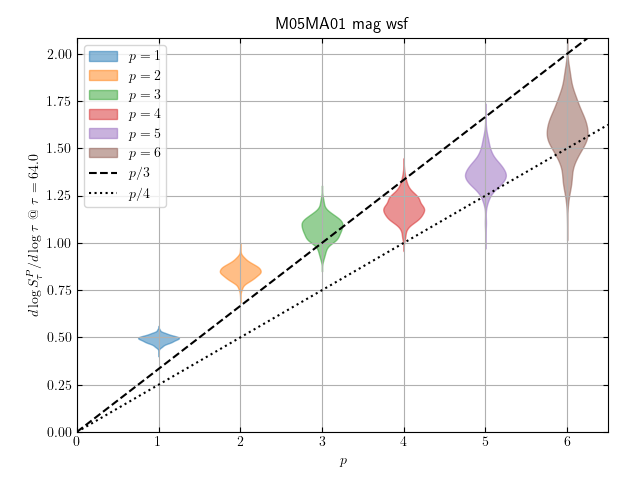 M05MA01 mag wsf
d log S_τ^P / d log τ @ τ = 64.0
2.00
1.75
1.50
1.25
1.00
0.75
0.50
0.25
0.00
p = 1
p = 2
p = 3
p = 4
p = 5
p = 6
p/3
p/4
0 1 2 3 4 5 6
p